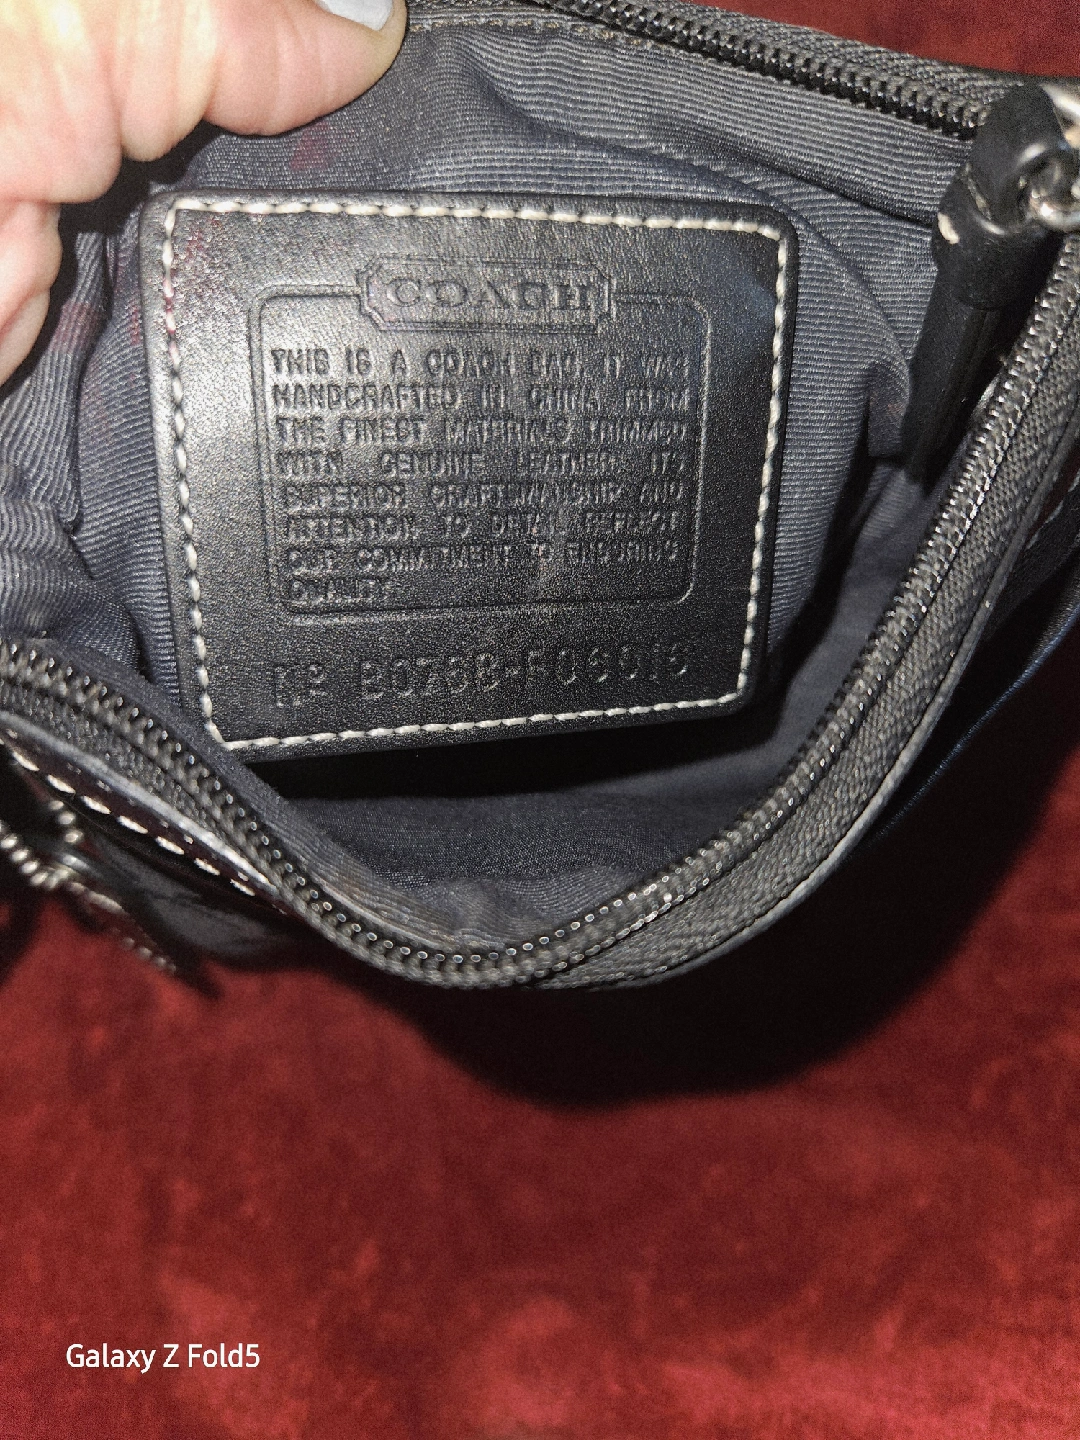 COACH
THIS IS A COACH BAG. IT WAS
HANDCRAFTED IN CHINA FROM
THE FINEST MATERIALS TRIMMED
WITH GENUINE LEATHER. ITS
SUPERIOR CRAFTSMANSHIP AND
ATTENTION TO DETAIL REFLECT
OUR COMMITMENT TO ENDURING
QUALITY.
Galaxy Z Fold5